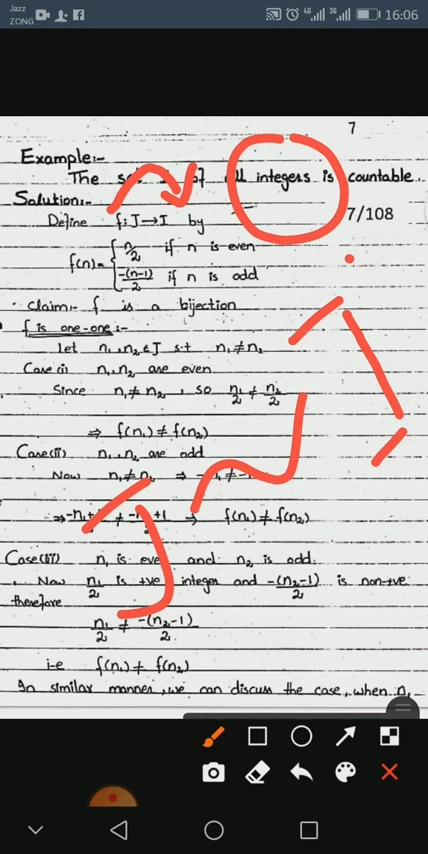 Jazz
ZONG
4G 3G 16:06
7
Example:-
The all integers is countable.
Solution:-
Define f: J→I by
7/108
f(n) = { n/2 if n is even
-(n-1)/2 if n is odd
Claim:- f is a bijection
f is one-one:-
Let n₁, n₂ ∈ J s.t n₁ ≠ n₂
Case(i) n₁, n₂ are even
Since n₁ ≠ n₂, so n₁/2 ≠ n₂/2
⇒ f(n₁) ≠ f(n₂)
Case(ii) n₁, n₂ are odd
Now n₁ ≠ n₂ ⇒
⇒ ≠ ⇒ f(n₁) ≠ f(n₂)
Case(iii) n₁ is even and n₂ is odd.
Now n₁/2 is +ve integer and -(n₂-1)/2 is non-+ve
therefore
n₁/2 ≠ -(n₂-1)/2
i-e f(n₁) ≠ f(n₂)
In similar manner, we can discuss the case, when n₁